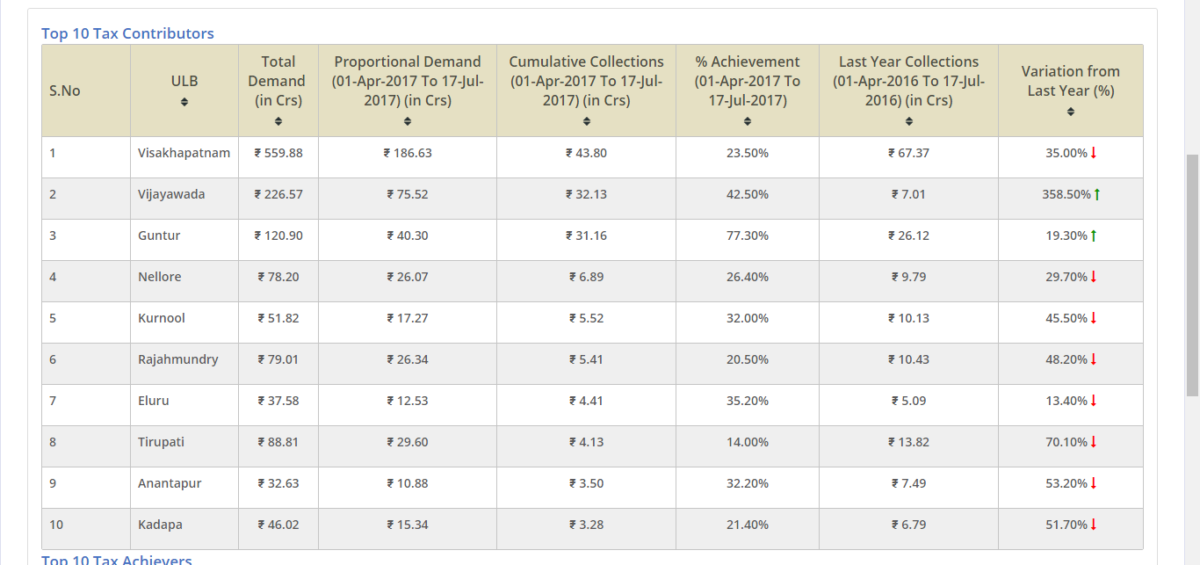 Top 10 Tax Contributors
S.No ULB Total Demand (in Crs) Proportional Demand (01-Apr-2017 To 17-Jul-2017) (in Crs) Cumulative Collections (01-Apr-2017 To 17-Jul-2017) (in Crs) % Achievement (01-Apr-2017 To 17-Jul-2017) Last Year Collections (01-Apr-2016 To 17-Jul-2016) (in Crs) Variation from Last Year (%)
1 Visakhapatnam ₹ 559.88 ₹ 186.63 ₹ 43.80 23.50% ₹ 67.37 35.00%
2 Vijayawada ₹ 226.57 ₹ 75.52 ₹ 32.13 42.50% ₹ 7.01 358.50%
3 Guntur ₹ 120.90 ₹ 40.30 ₹ 31.16 77.30% ₹ 26.12 19.30%
4 Nellore ₹ 78.20 ₹ 26.07 ₹ 6.89 26.40% ₹ 9.79 29.70%
5 Kurnool ₹ 51.82 ₹ 17.27 ₹ 5.52 32.00% ₹ 10.13 45.50%
6 Rajahmundry ₹ 79.01 ₹ 26.34 ₹ 5.41 20.50% ₹ 10.43 48.20%
7 Eluru ₹ 37.58 ₹ 12.53 ₹ 4.41 35.20% ₹ 5.09 13.40%
8 Tirupati ₹ 88.81 ₹ 29.60 ₹ 4.13 14.00% ₹ 13.82 70.10%
9 Anantapur ₹ 32.63 ₹ 10.88 ₹ 3.50 32.20% ₹ 7.49 53.20%
10 Kadapa ₹ 46.02 ₹ 15.34 ₹ 3.28 21.40% ₹ 6.79 51.70%
Top 10 Tax Achievers